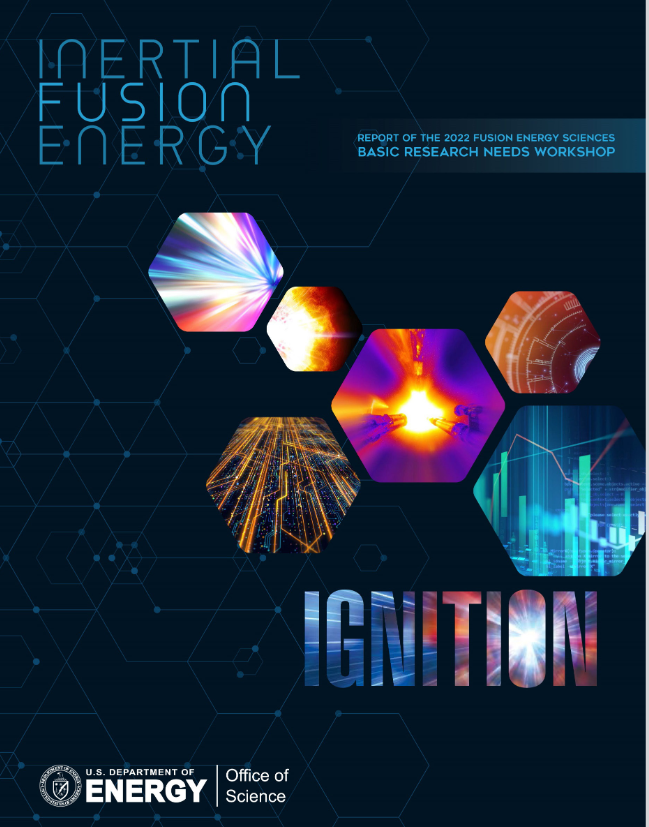 INERTIAL
FUSION
ENERGY
REPORT OF THE 2022 FUSION ENERGY SCIENCES
BASIC RESEARCH NEEDS WORKSHOP
IGNITION
U.S. DEPARTMENT OF
ENERGY
Office of
Science